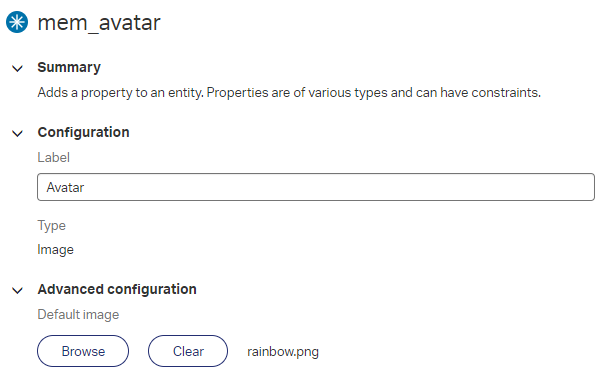 mem_avatar
Summary
Adds a property to an entity. Properties are of various types and can have constraints.
Configuration
Label
Avatar
Type
Image
Advanced configuration
Default image
Browse Clear rainbow.png